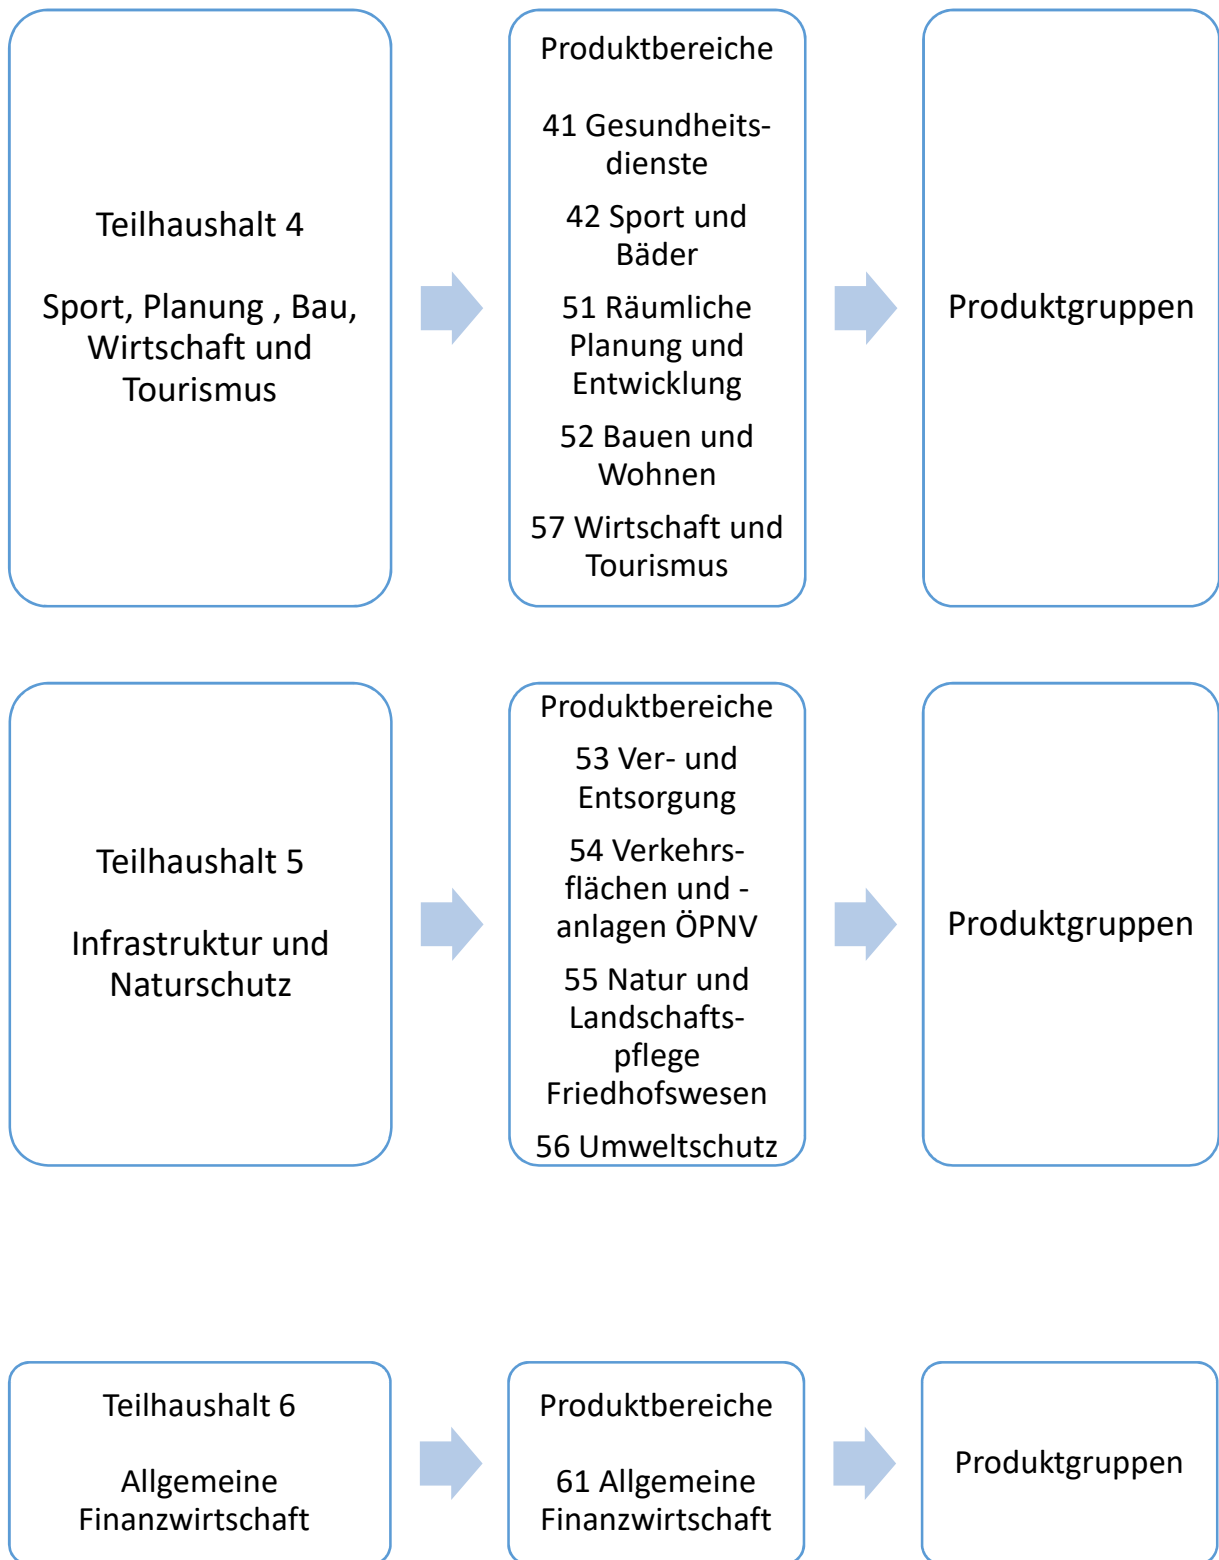 Teilhaushalt 4
Sport, Planung , Bau,
Wirtschaft und
Tourismus
Produktbereiche
41 Gesundheits-
dienste
42 Sport und
Bäder
51 Räumliche
Planung und
Entwicklung
52 Bauen und
Wohnen
57 Wirtschaft und
Tourismus
Produktgruppen
Teilhaushalt 5
Infrastruktur und
Naturschutz
Produktbereiche
53 Ver- und
Entsorgung
54 Verkehrs-
flächen und -
anlagen ÖPNV
55 Natur und
Landschafts-
pflege
Friedhofswesen
56 Umweltschutz
Produktgruppen
Teilhaushalt 6
Allgemeine
Finanzwirtschaft
Produktbereiche
61 Allgemeine
Finanzwirtschaft
Produktgruppen